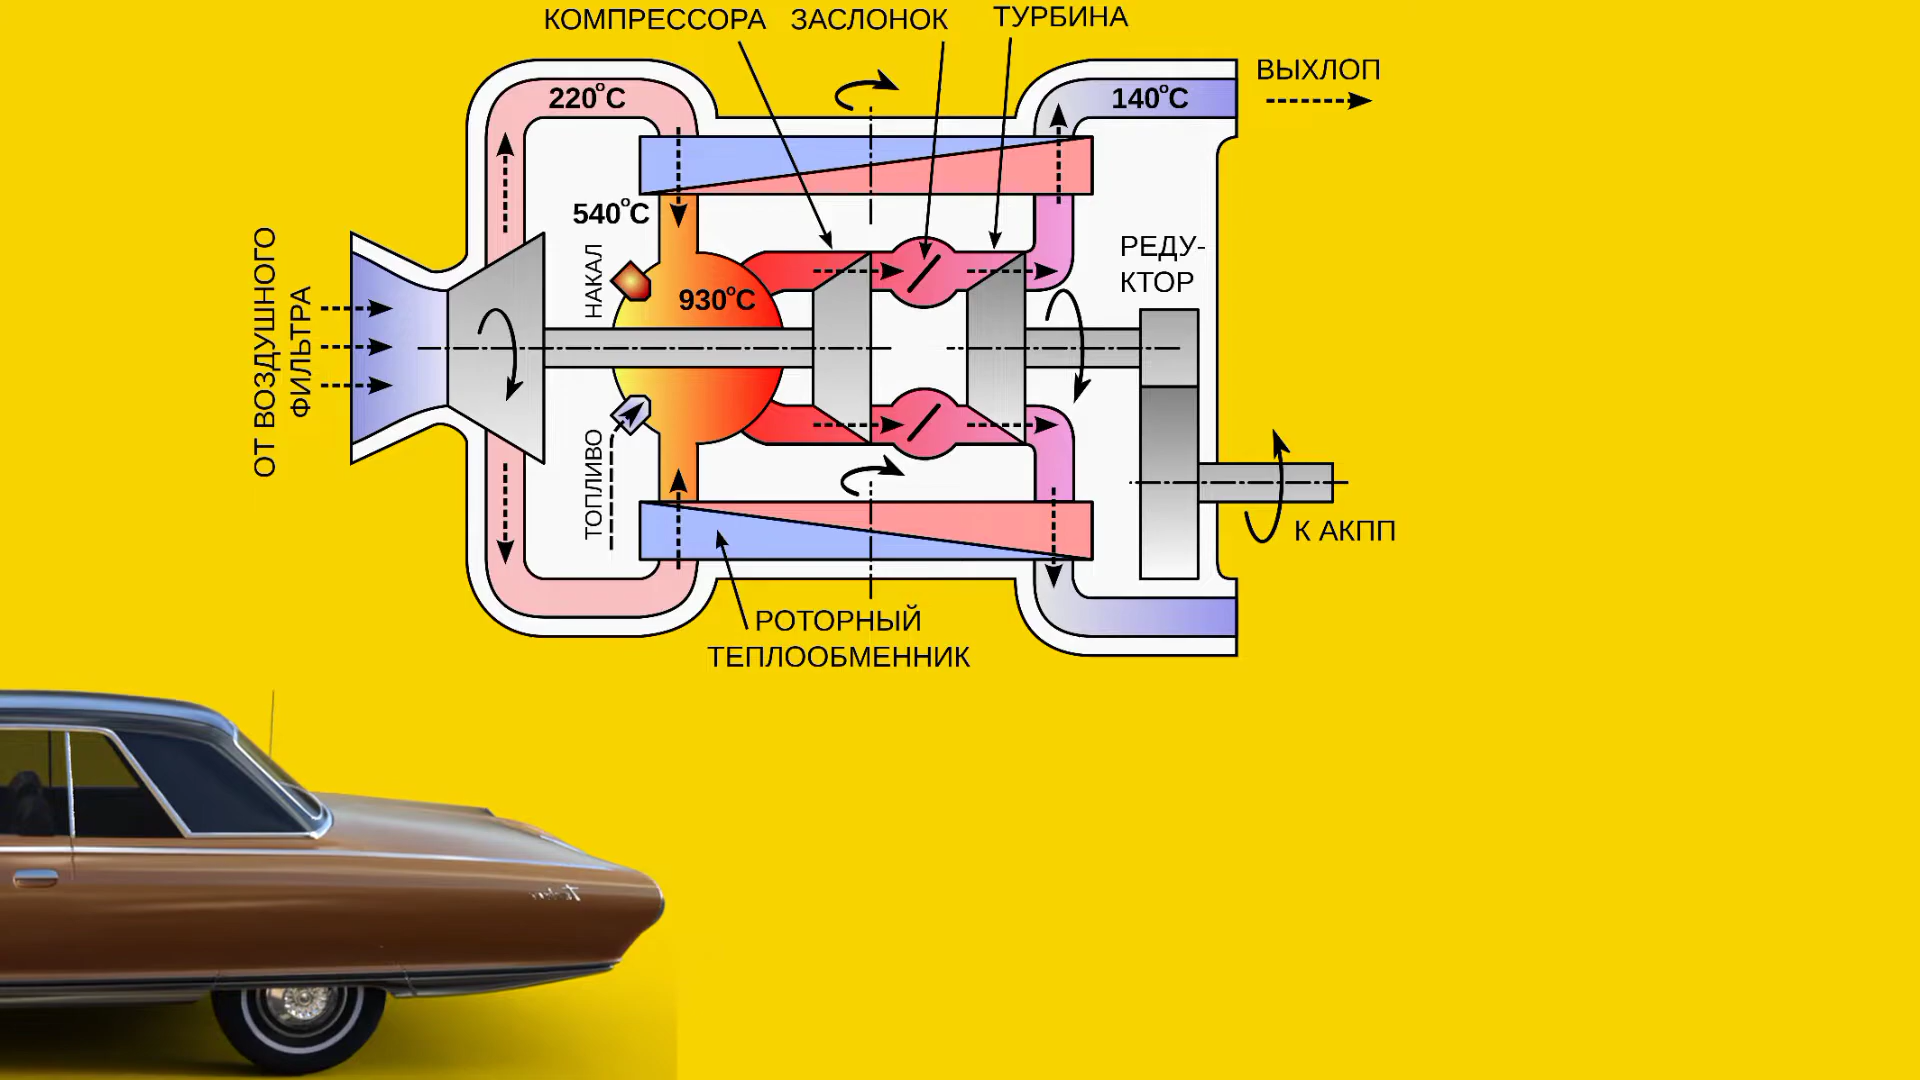 КОМПРЕССОРА ЗАСЛОНОК ТУРБИНА
220°C
140°C
ВЫХЛОП
540°C
НАКАЛ
930°C
РЕДУ-
КТОР
ОТ ВОЗДУШНОГО
ФИЛЬТРА
ТОПЛИВО
К АКПП
РОТОРНЫЙ
ТЕПЛООБМЕННИК